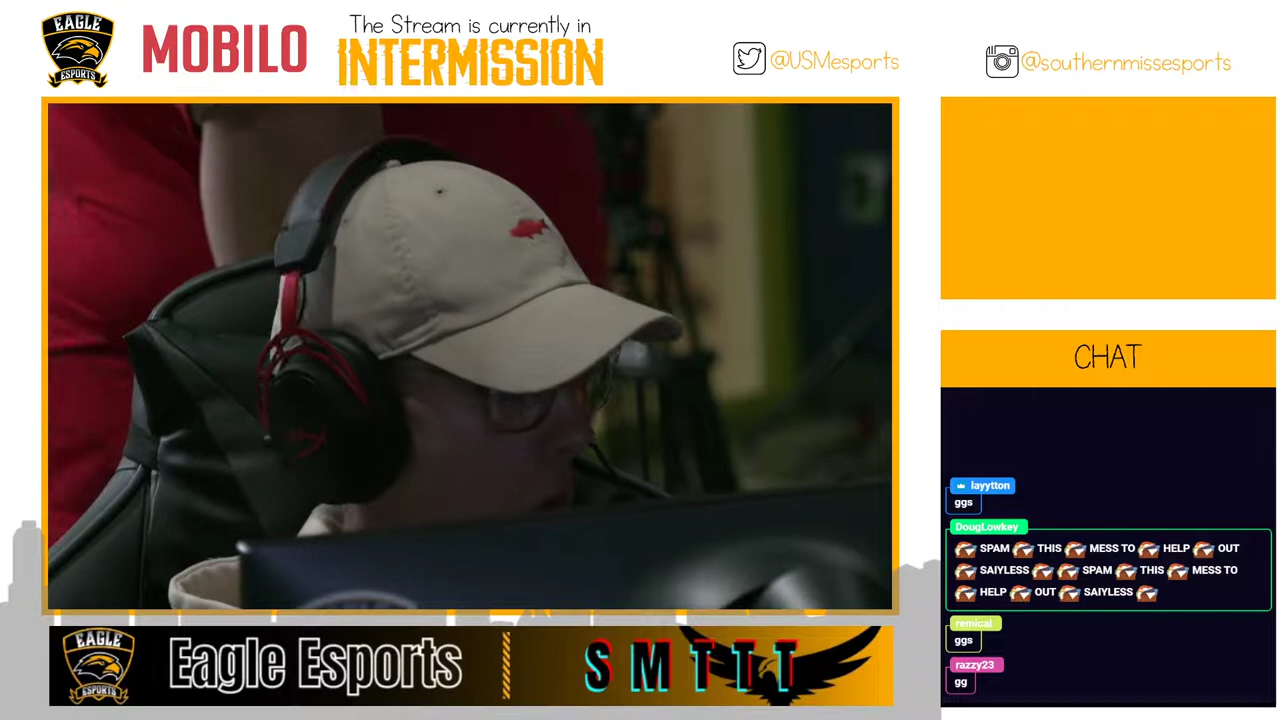 EAGLE
ESPORTS
MOBILO
The Stream is currently in
INTERMISSION
@USMesports
@southernmissesports
CHAT
layytton
ggs
DougLowkey
SPAM THIS MESS TO HELP OUT
SAIYLESS SPAM THIS MESS TO
HELP OUT SAIYLESS
remical
ggs
razzy23
gg
EAGLE
ESPORTS
Eagle Esports
SMTTT